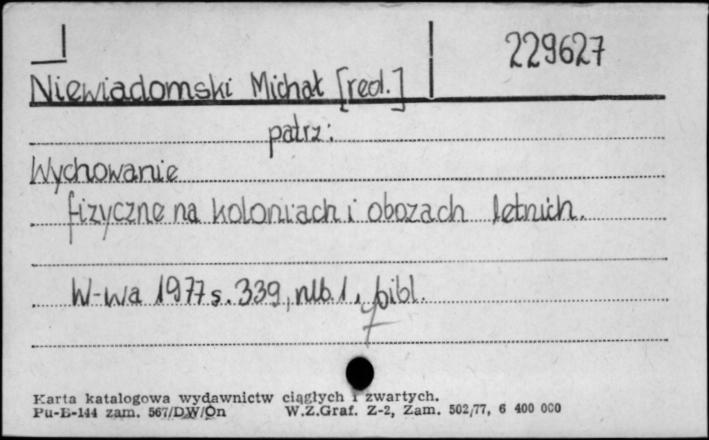 229627
Niewiadomski Michał [red.]
patrz:
Wychowanie
fizyczne na koloniach i obozach letnich.
W-wa 1977 s. 339, nlb. 1, bibl.
Karta katalogowa wydawnictw ciągłych i zwartych.
Pu-B-144 zam. 567/DW/On W.Z.Graf. Z-2, Zam. 502/77, 6 400 000